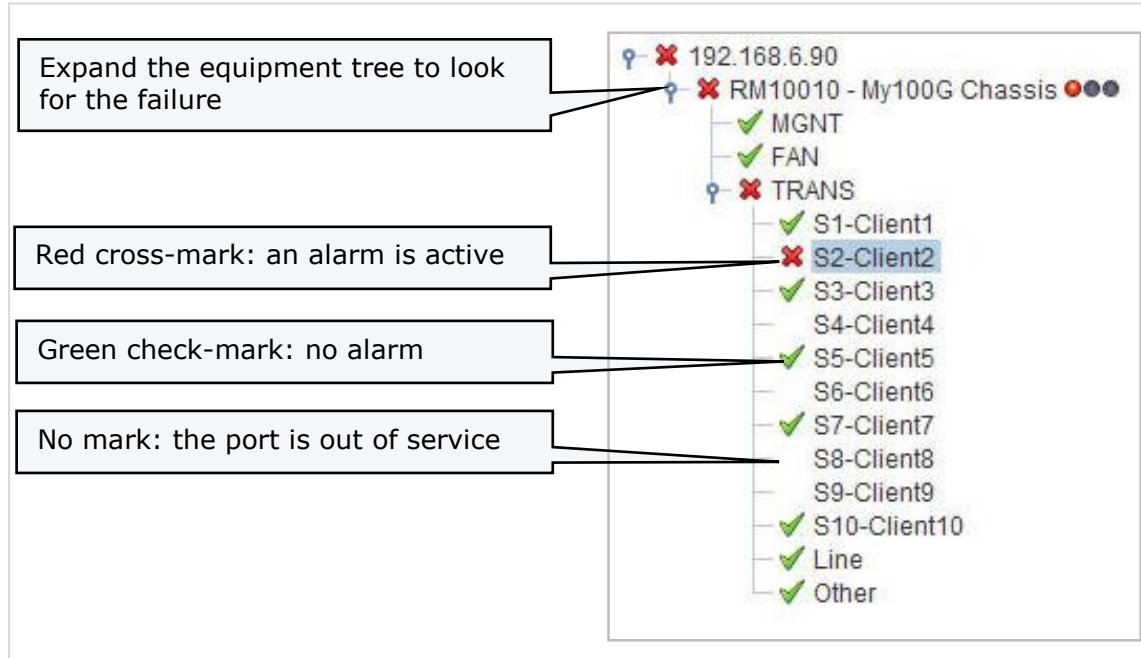 Expand the equipment tree to look
for the failure
Red cross-mark: an alarm is active
Green check-mark: no alarm
No mark: the port is out of service
192.168.6.90
RM10010 - My100G Chassis
MGNT
FAN
TRANS
S1-Client1
S2-Client2
S3-Client3
S4-Client4
S5-Client5
S6-Client6
S7-Client7
S8-Client8
S9-Client9
S10-Client10
Line
Other